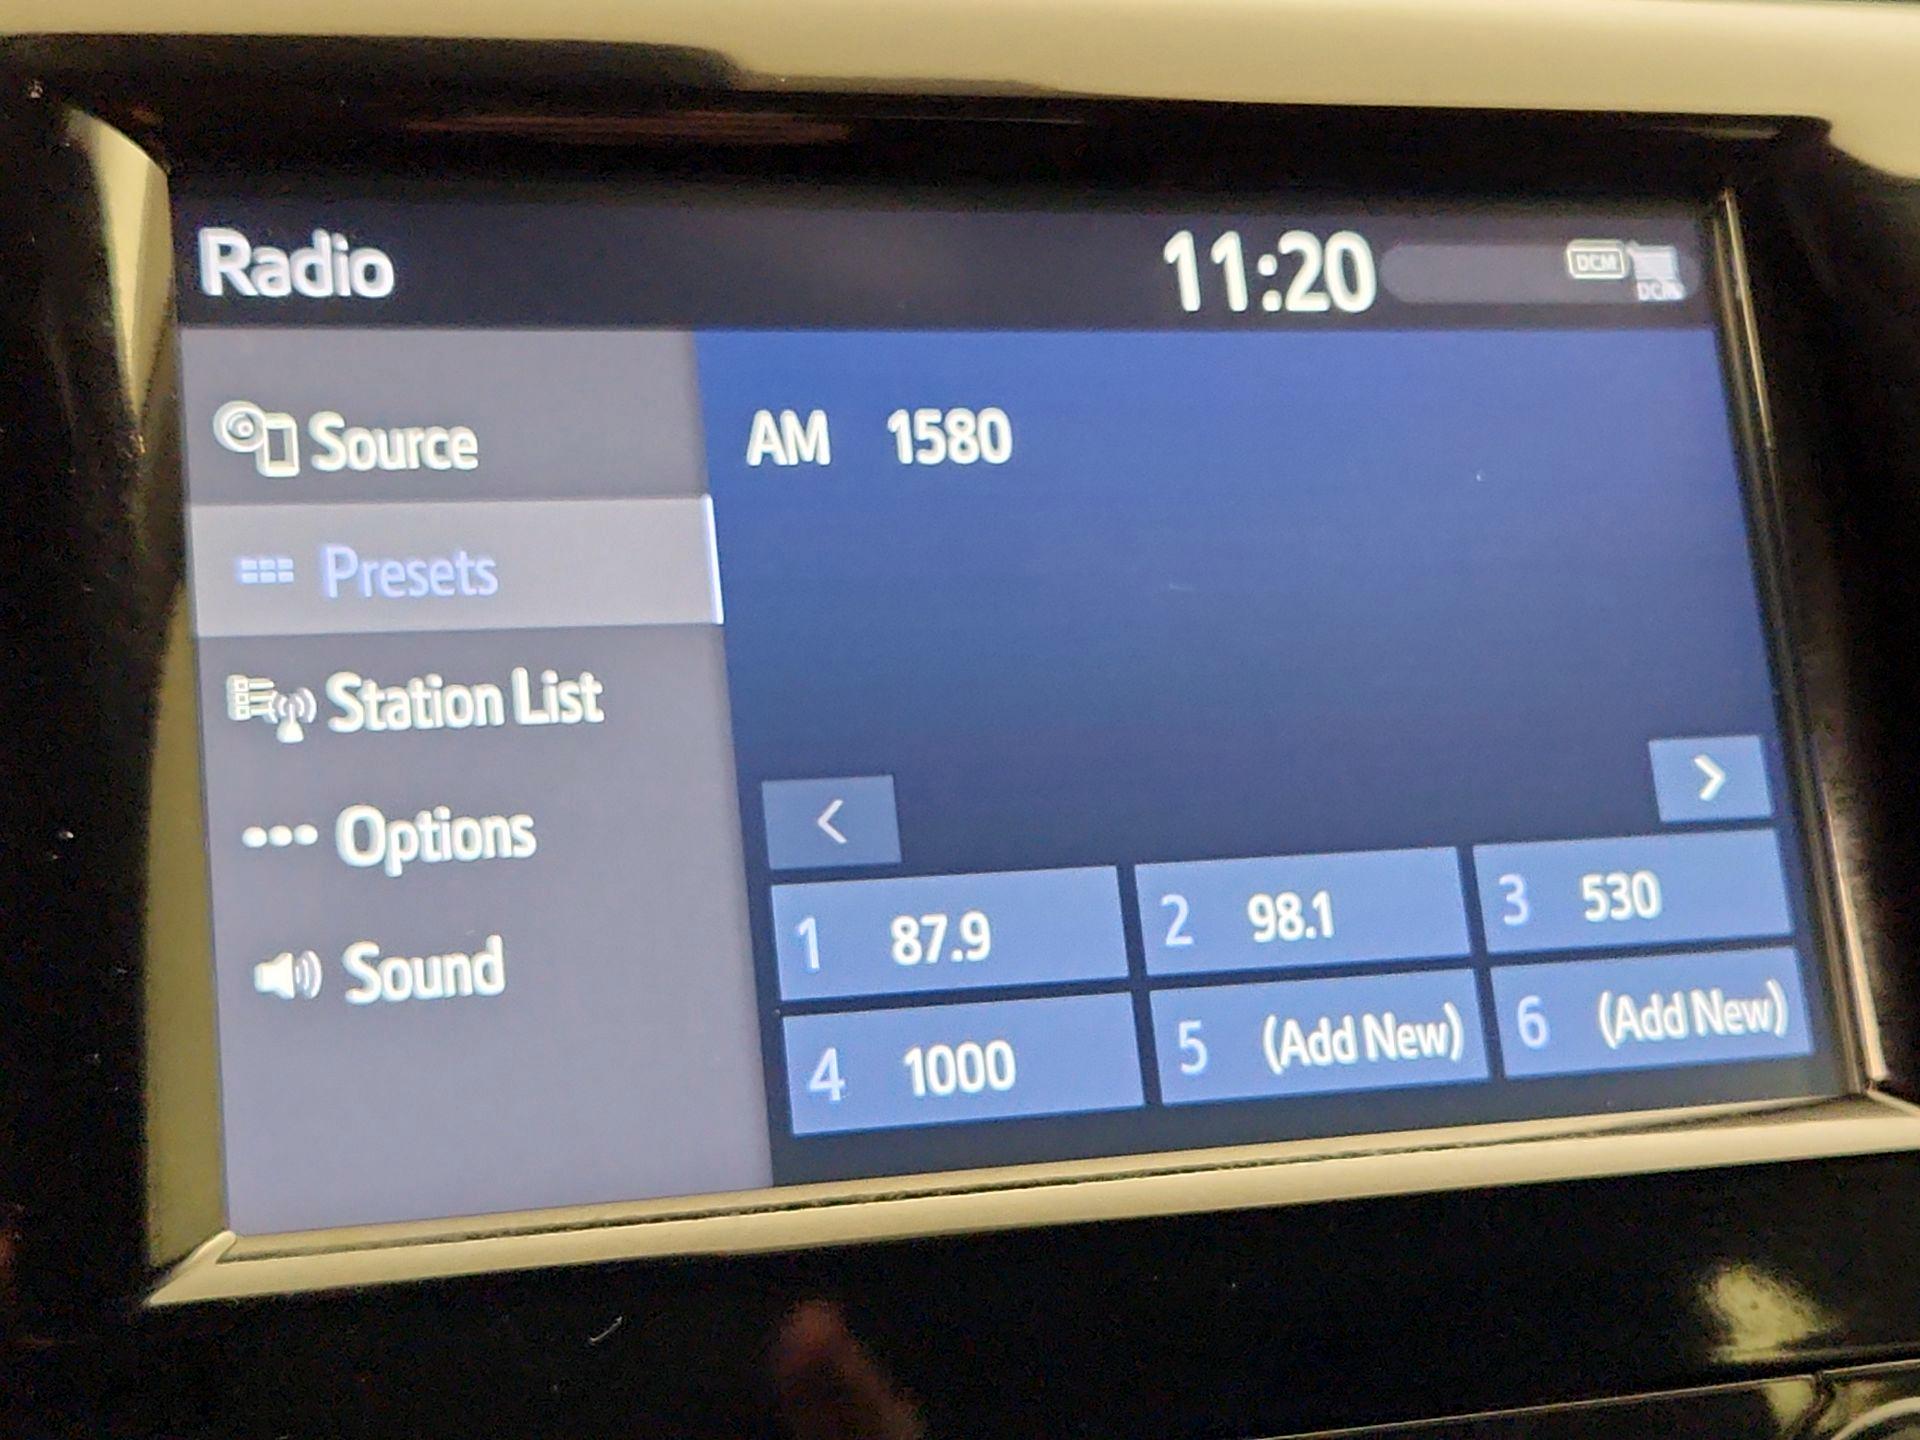 Radio 11:20 DCM DCM
Source
Presets
Station List
Options
Sound
AM 1580
1 87.9 2 98.1 3 530
4 1000 5 (Add New) 6 (Add New)